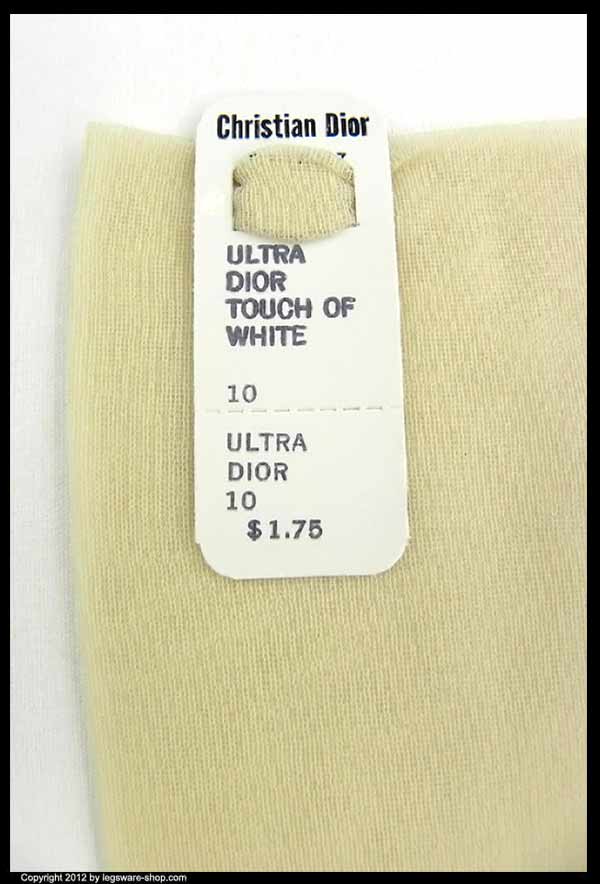 Christian Dior
ULTRA
DIOR
TOUCH OF
WHITE
10
ULTRA
DIOR
10
$1.75
Copyright 2012 by legsware-shop.com